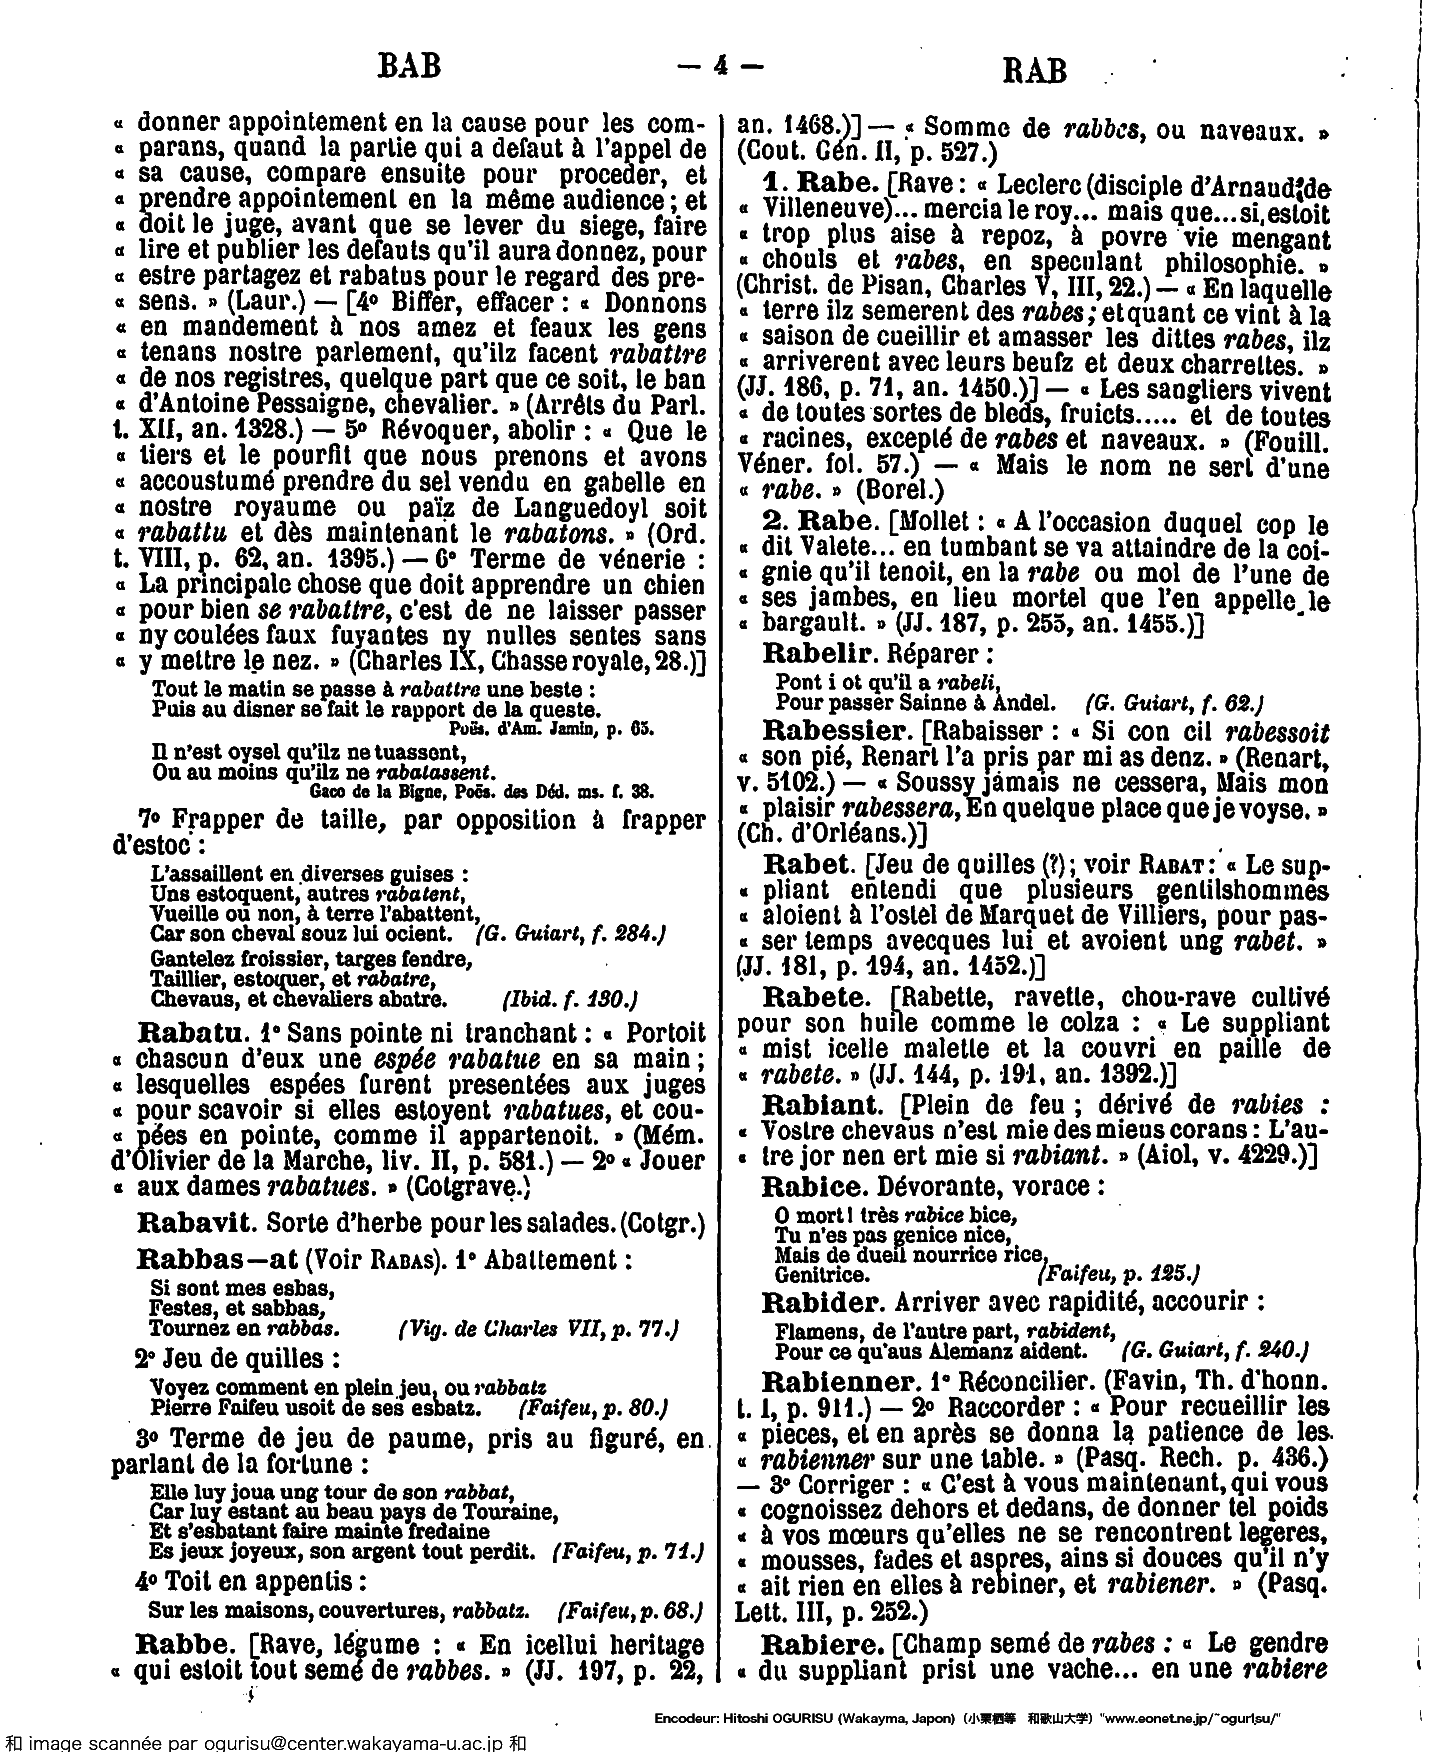 BAB
— 4 —
RAB
« donner appointement en la cause pour les com-
« parans, quand la partie qui a defaut à l'appel de
« sa cause, compare ensuite pour proceder, et
« prendre appointement en la même audience ; et
« doit le juge, avant que se lever du siege, faire
« lire et publier les defauts qu'il aura donnez, pour
« estre partagez et rabatus pour le regard des pre-
« sens. » (Laur.) — [4º Biffer, effacer : « Donnons
« en mandement à nos amez et feaux les gens
« tenans nostre parlement, qu'ilz facent rabattre
« de nos registres, quelque part que ce soit, le ban
« d'Antoine Pessaigne, chevalier. » (Arrêts du Parl.
t. XII, an. 1328.) — 5º Révoquer, abolir : « Que le
« tiers et le pourfit que nous prenons et avons
« accoustumé prendre du sel vendu en gabelle en
« nostre royaume ou païz de Languedoyl soit
« rabattu et dès maintenant le rabatons. » (Ord.
t. VIII, p. 62, an. 1395.) — 6º Terme de vénerie :
« La principale chose que doit apprendre un chien
« pour bien se rabattre, c'est de ne laisser passer
« ny coulées faux fuyantes ny nulles sentes sans
« y mettre le nez. » (Charles IX, Chasse royale, 28.)]
Tout le matin se passe à rabattre une beste :
Puis au disner se fait le rapport de la queste.
Poës. d'Am. Jamin, p. 65.
Il n'est oysel qu'ilz ne tuassent,
Ou au moins qu'ilz ne rabatassent.
Gace de la Bigne, Poës. des Déd. ms. f. 38.
7º Frapper de taille, par opposition à frapper
d'estoc :
L'assaillent en diverses guises :
Uns estoquent, autres rabatent,
Vueille ou non, à terre l'abattent,
Car son cheval souz lui ocient. (G. Guiart, f. 284.)
Gantelez froissier, targes fendre,
Taillier, estoquer, et rabatre,
Chevaus, et chevaliers abatre. (Ibid. f. 130.)
Rabatu. 1º Sans pointe ni tranchant : « Portoit
« chascun d'eux une espée rabatue en sa main ;
« lesquelles espées furent presentées aux juges
« pour scavoir si elles estoyent rabatues, et cou-
« pées en pointe, comme il appartenoit. » (Mém.
d'Olivier de la Marche, liv. II, p. 581.) — 2º « Jouer
« aux dames rabatues. » (Cotgrave.)
Rabavit. Sorte d'herbe pour les salades. (Cotgr.)
Rabbas—at (Voir RABAS). 1º Abattement :
Si sont mes esbas,
Festes, et sabbas,
Tournez en rabbas. (Vig. de Charles VII, p. 77.)
2º Jeu de quilles :
Voyez comment en plein jeu, ou rabbatz
Pierre Faifeu usoit de ses esbatz. (Faifeu, p. 80.)
3º Terme de jeu de paume, pris au figuré, en
parlant de la fortune :
Elle luy joua ung tour de son rabbat,
Car luy estant au beau pays de Touraine,
Et s'esbatant faire mainte fredaine
Es jeux joyeux, son argent tout perdit. (Faifeu, p. 71.)
4º Toit en appentis :
Sur les maisons, couvertures, rabbatz. (Faifeu, p. 68.)
Rabbe. [Rave, légume : « En icellui heritage
« qui estoit tout semé de rabbes. » (JJ. 197, p. 22,
an. 1468.)] — « Somme de rabbes, ou naveaux. »
(Cout. Gén. II, p. 527.)
1. Rabe. [Rave : « Leclerc (disciple d'Arnaud de
« Villeneuve)... mercia le roy... mais que... si estoit
« trop plus aise à repoz, à povre vie mengant
« chouls et rabes, en speculant philosophie. »
(Christ. de Pisan, Charles V, III, 22.) — « En laquelle
« terre ilz semerent des rabes ; et quant ce vint à la
« saison de cueillir et amasser les dittes rabes, ilz
« arriverent avec leurs beufz et deux charrettes. »
(JJ. 186, p. 71, an. 1450.)] — « Les sangliers vivent
« de toutes sortes de bleds, fruicts..... et de toutes
« racines, excepté de rabes et naveaux. » (Fouill.
Véner. fol. 57.) — « Mais le nom ne sert d'une
« rabe. » (Borel.)
2. Rabe. [Mollet : « A l'occasion duquel cop le
« dit Valete... en tumbant se va attaindre de la coi-
« gnie qu'il tenoit, en la rabe ou mol de l'une de
« ses jambes, en lieu mortel que l'en appelle le
« bargault. » (JJ. 187, p. 255, an. 1455.)]
Rabelir. Réparer :
Pont i ot qu'il a rabeli,
Pour passer Sainne à Andel. (G. Guiart, f. 62.)
Rabessier. [Rabaisser : « Si con cil rabessoit
« son pié, Renart l'a pris par mi as denz. » (Renart,
v. 5102.) — « Soussy jamais ne cessera, Mais mon
« plaisir rabessera, En quelque place que je voyse. »
(Ch. d'Orléans.)]
Rabet. [Jeu de quilles (?) ; voir RABAT : « Le sup-
« pliant entendi que plusieurs gentilshommes
« aloient à l'ostel de Marquet de Villiers, pour pas-
« ser temps avecques lui et avoient ung rabet. »
(JJ. 181, p. 194, an. 1452.)]
Rabete. [Rabette, ravette, chou-rave cultivé
pour son huile comme le colza : « Le suppliant
« mist icelle malette et la couvri en paille de
« rabete. » (JJ. 144, p. 191, an. 1392.)]
Rabiant. [Plein de feu ; dérivé de rabies :
« Vostre chevaus n'est mie des mieus corans : L'au-
« tre jor nen ert mie si rabiant. » (Aiol, v. 4229.)]
Rabice. Dévorante, vorace :
O mort ! très rabice bice,
Tu n'es pas genice nice,
Mais de dueil nourrice rice,
Genitrice. (Faifeu, p. 125.)
Rabider. Arriver avec rapidité, accourir :
Flamens, de l'autre part, rabident,
Pour ce qu'aus Alemanz aident. (G. Guiart, f. 240.)
Rabienner. 1º Réconcilier. (Favin, Th. d'honn.
t. I, p. 911.) — 2º Raccorder : « Pour recueillir les
« pieces, et en après se donna la patience de les
« rabienner sur une table. » (Pasq. Rech. p. 436.)
— 3º Corriger : « C'est à vous maintenant, qui vous
« cognoissez dehors et dedans, de donner tel poids
« à vos mœurs qu'elles ne se rencontrent legeres,
« mousses, fades et aspres, ains si douces qu'il n'y
« ait rien en elles à rebiner, et rabiener. » (Pasq.
Lett. III, p. 252.)
Rabiere. [Champ semé de rabes : « Le gendre
« du suppliant prist une vache... en une rabiere
Encodeur: Hitoshi OGURISU (Wakayma, Japon) (小栗栖等 和歌山大学) "www.eonet.ne.jp/~ogurisu/"
和 image scannée par ogurisu@center.wakayama-u.ac.jp 和